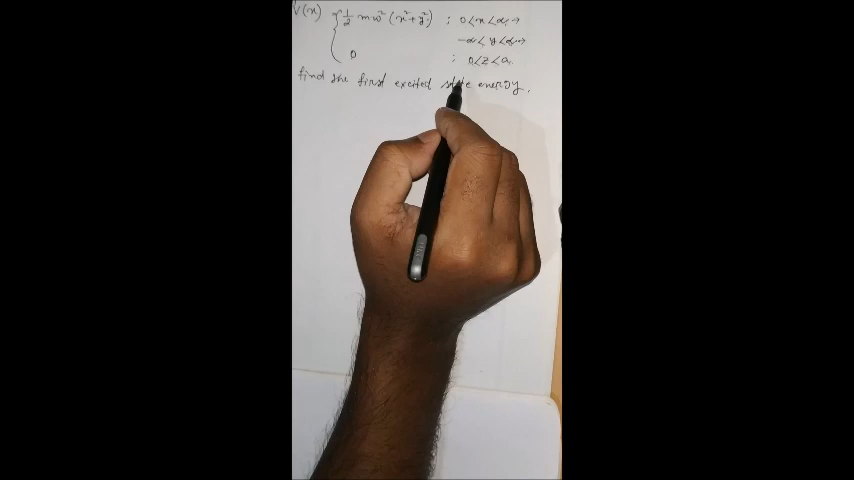 V(x) { 1/2 mω² (x²+y²) ; 0<x<α,
-α< y <α,
0 ; 0<z<a.
find the first excited state energy.